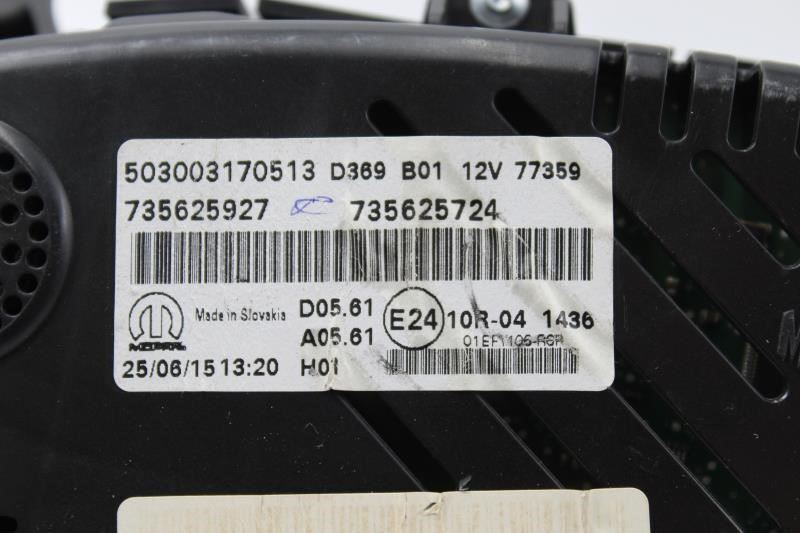 503003170513 D369 B01 12V 77359
735625927 735625724
Made in Slovakia D05.61 E24 10R-04 1436
A05.61
25/06/15 13:20 H01